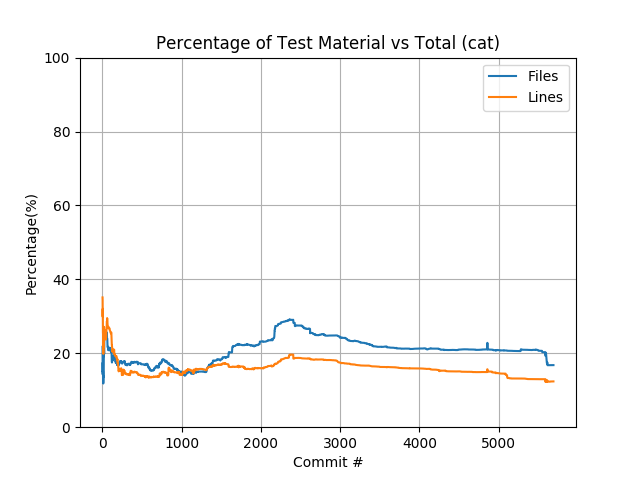 Percentage of Test Material vs Total (cat)
Files
Lines
100
80
60
40
20
0
Percentage(%)
0 1000 2000 3000 4000 5000
Commit #